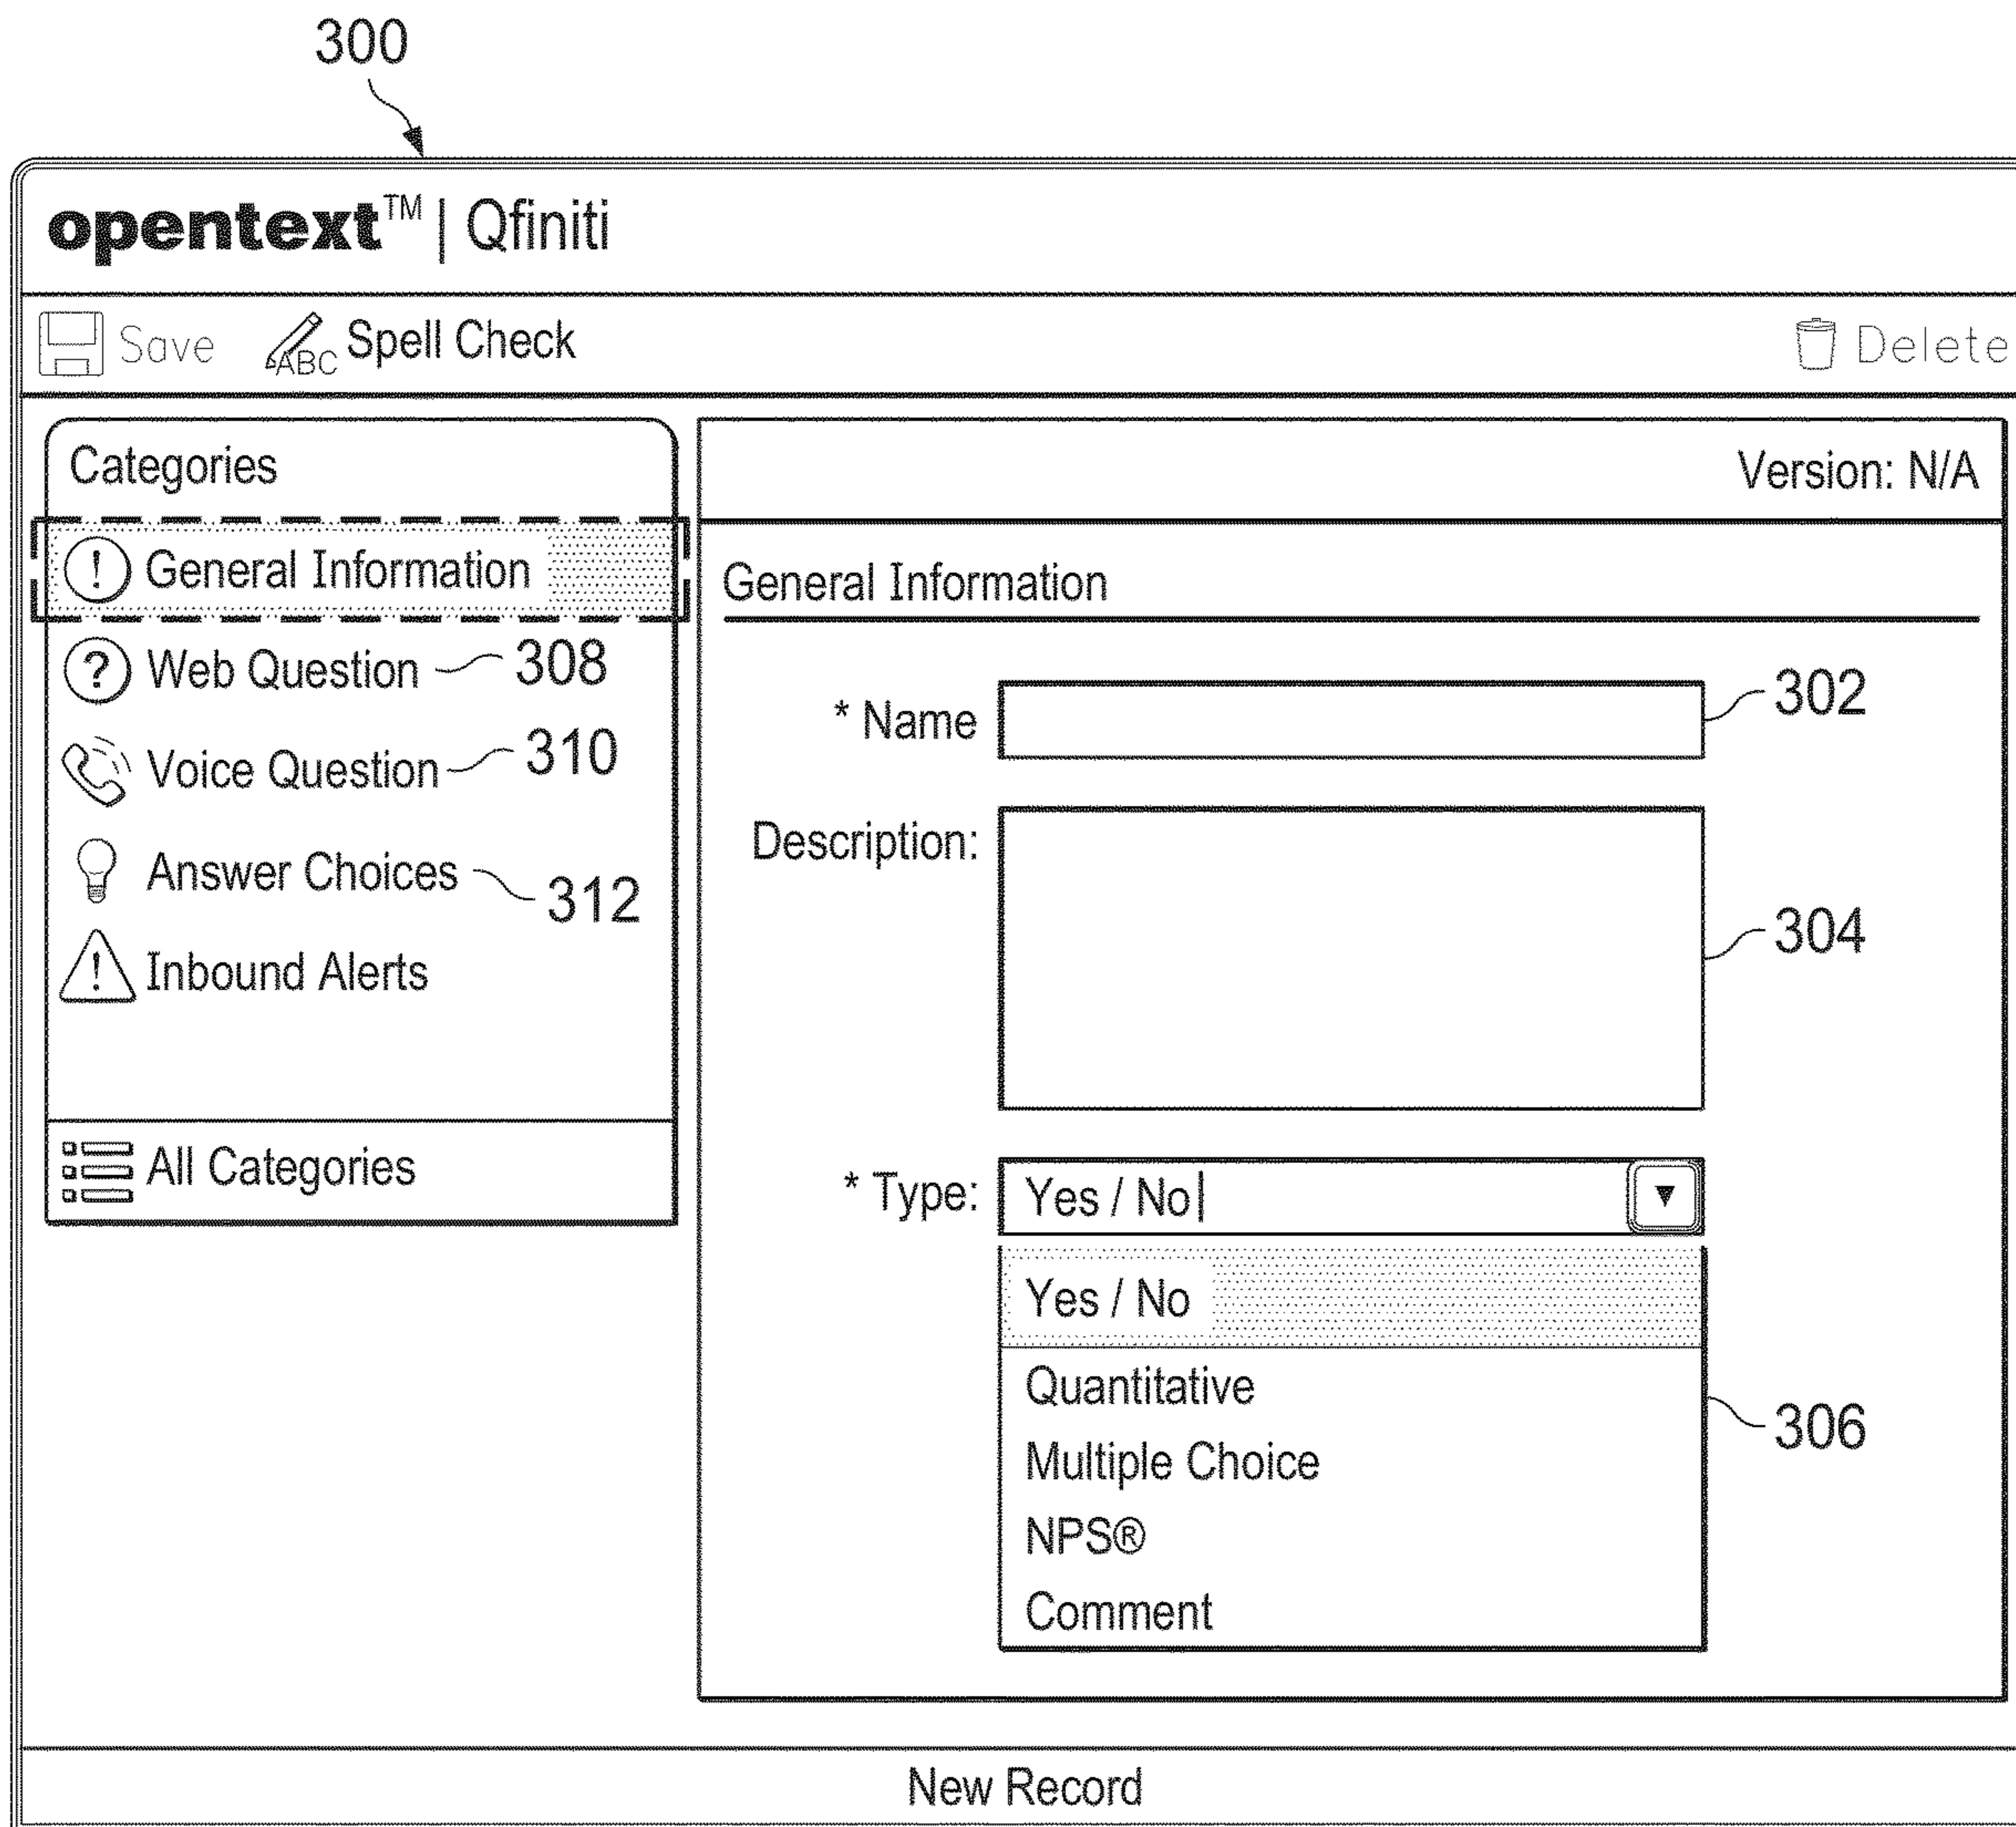 300
opentext™ | Qfiniti
Save ABC Spell Check Delete
Categories
! General Information
? Web Question 308
Voice Question 310
Answer Choices 312
! Inbound Alerts
All Categories
Version: N/A
General Information
* Name 302
Description: 304
* Type: Yes / No
Yes / No
Quantitative
Multiple Choice
NPS®
Comment
306
New Record